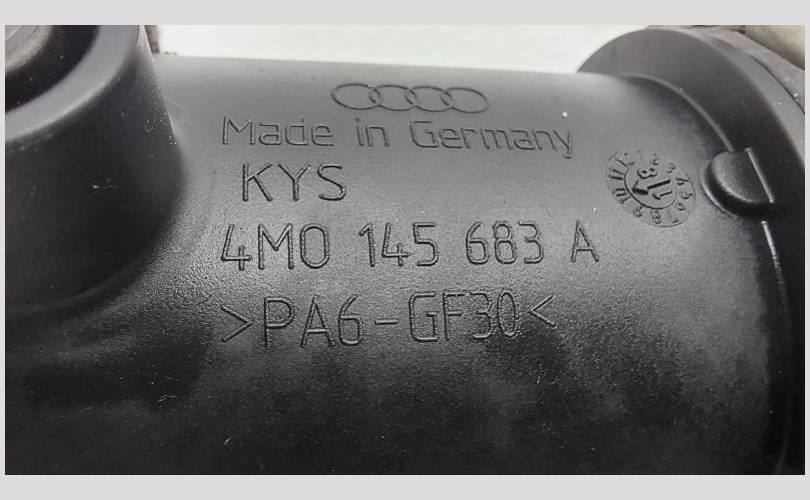 Made in Germany
KYS
4M0 145 683 A
>PA6-GF30<